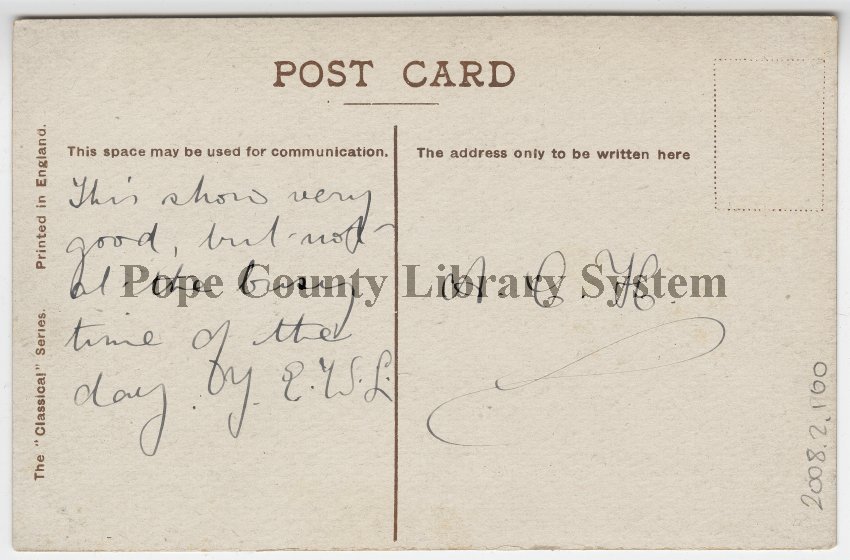 POST CARD
This space may be used for communication.
The address only to be written here
This show very
good, but not
at the busy
time of the
day. E.W.L.
A. C. H.
Pope County Library System
The "Classical" Series. Printed in England.
2008.2.160